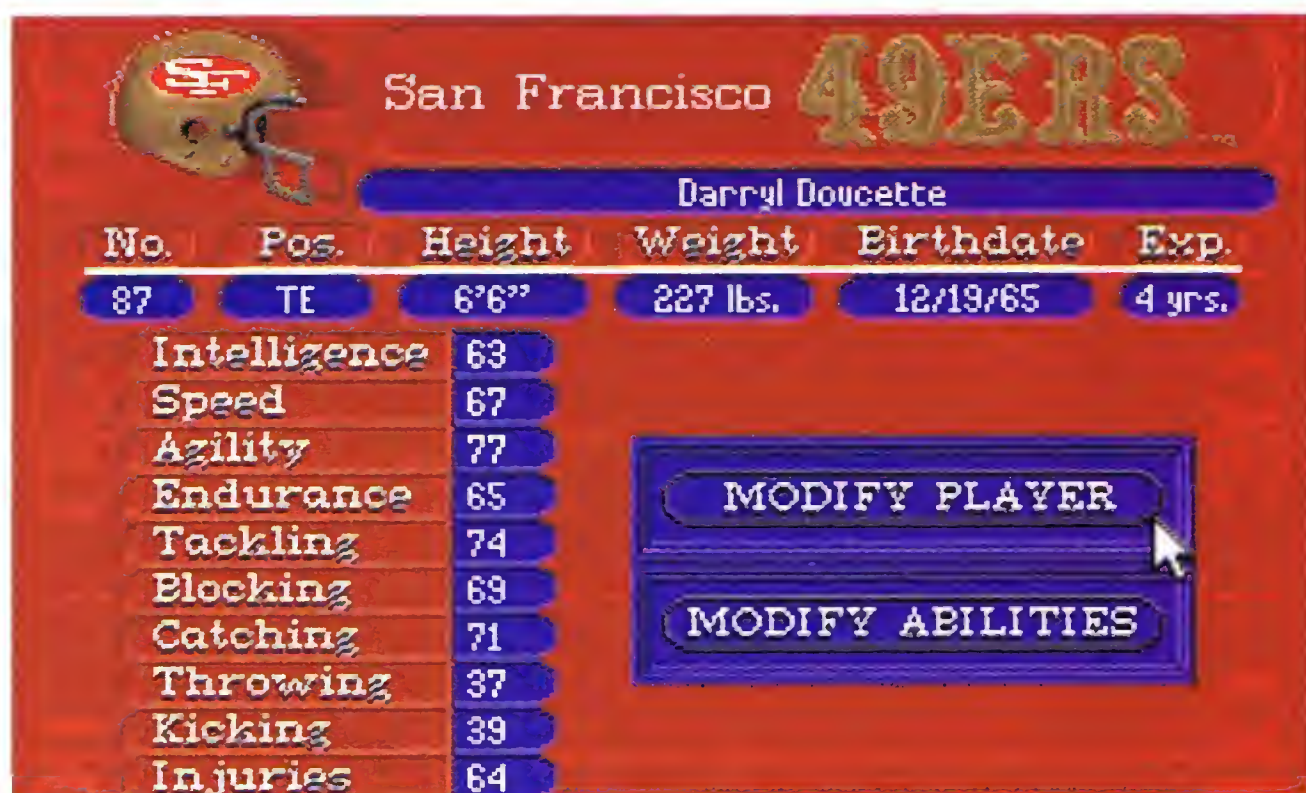 SF
San Francisco 49ERS
Darryl Doucette
No. Pos. Height Weight Birthdate Exp.
87 TE 6'6" 227 lbs. 12/19/65 4 yrs.
Intelligence 63
Speed 67
Agility 77
Endurance 65
Tackling 74
Blocking 69
Catching 71
Throwing 37
Kicking 39
Injuries 64
MODIFY PLAYER
MODIFY ABILITIES